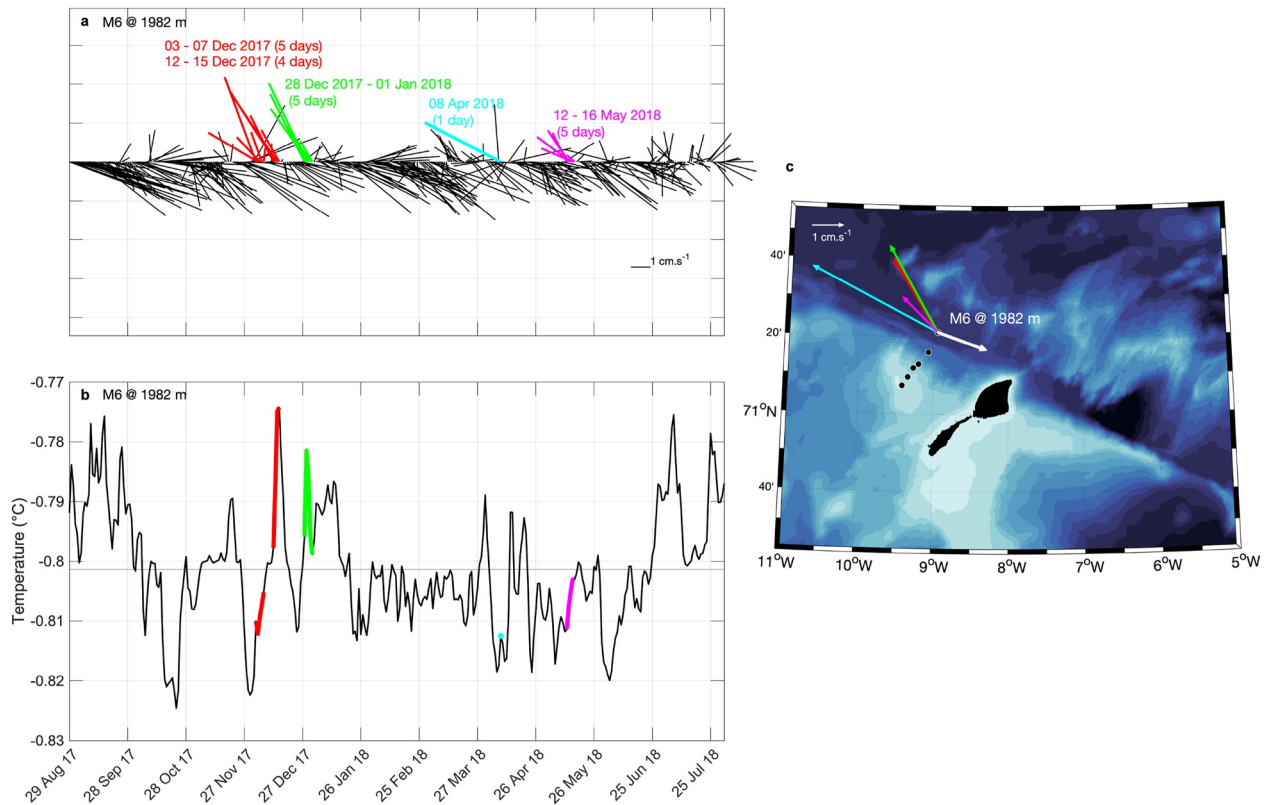 a M6 @ 1982 m
03 - 07 Dec 2017 (5 days)
12 - 15 Dec 2017 (4 days)
28 Dec 2017 - 01 Jan 2018
(5 days)
08 Apr 2018
(1 day)
12 - 16 May 2018
(5 days)
1 cm.s-1
b M6 @ 1982 m
Temperature (°C)
-0.77
-0.78
-0.79
-0.8
-0.81
-0.82
-0.83
29 Aug 17
28 Sep 17
28 Oct 17
27 Nov 17
27 Dec 17
26 Jan 18
25 Feb 18
27 Mar 18
26 Apr 18
26 May 18
25 Jun 18
25 Jul 18
c
1 cm.s-1
M6 @ 1982 m
40'
20'
71°N
40'
11°W
10°W
9°W
8°W
7°W
6°W
5°W